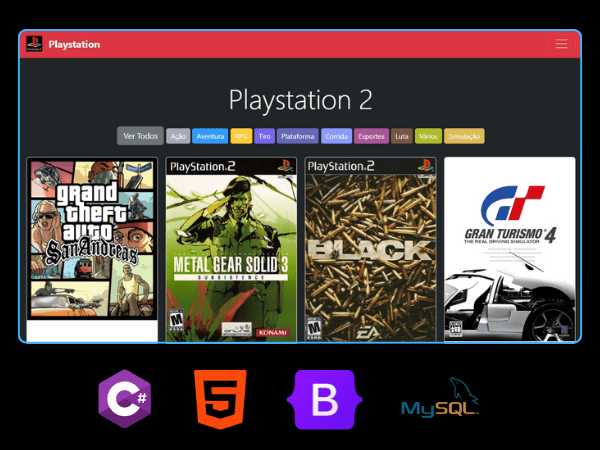 Playstation
Playstation 2
Ver Todos Ação Aventura RPG Tiro Plataforma Corrida Esportes Luta Vários Simulação
grand
theft
auto
San Andreas
PlayStation 2
METAL GEAR SOLID 3
SUBSISTENCE
M
KONAMI
PlayStation 2
BLACK
M
EA
GRAN TURISMO 4
THE REAL DRIVING SIMULATOR
C#
5
B
MySQL